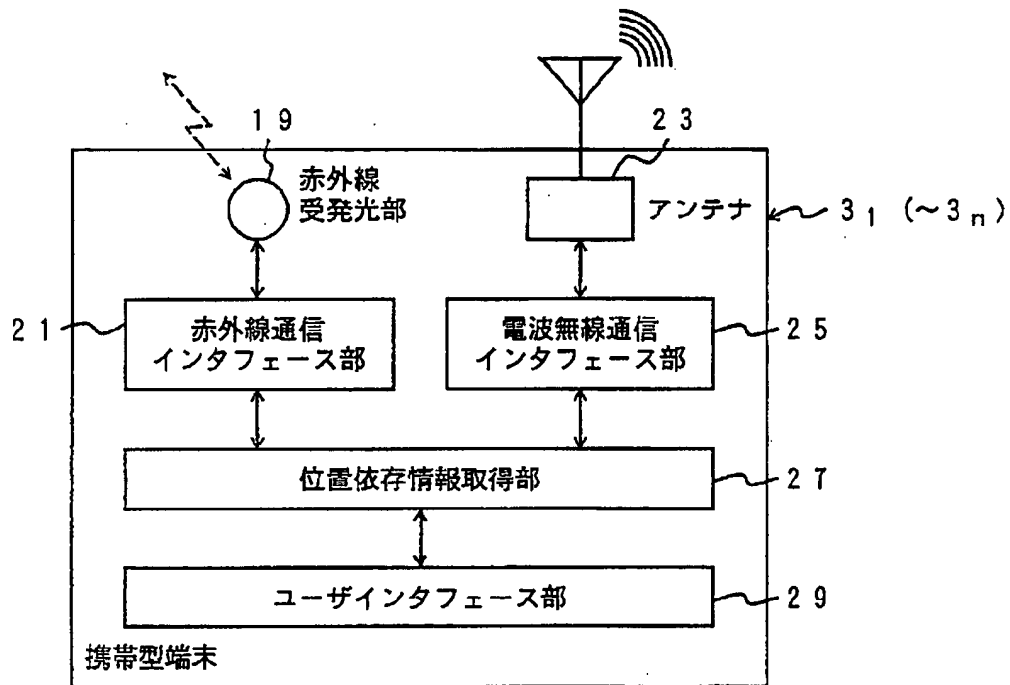 １９
２３
赤外線
受発光部
アンテナ
３₁（～３ₙ）
２１
赤外線通信
インタフェース部
電波無線通信
インタフェース部
２５
位置依存情報取得部
２７
ユーザインタフェース部
２９
携帯型端末